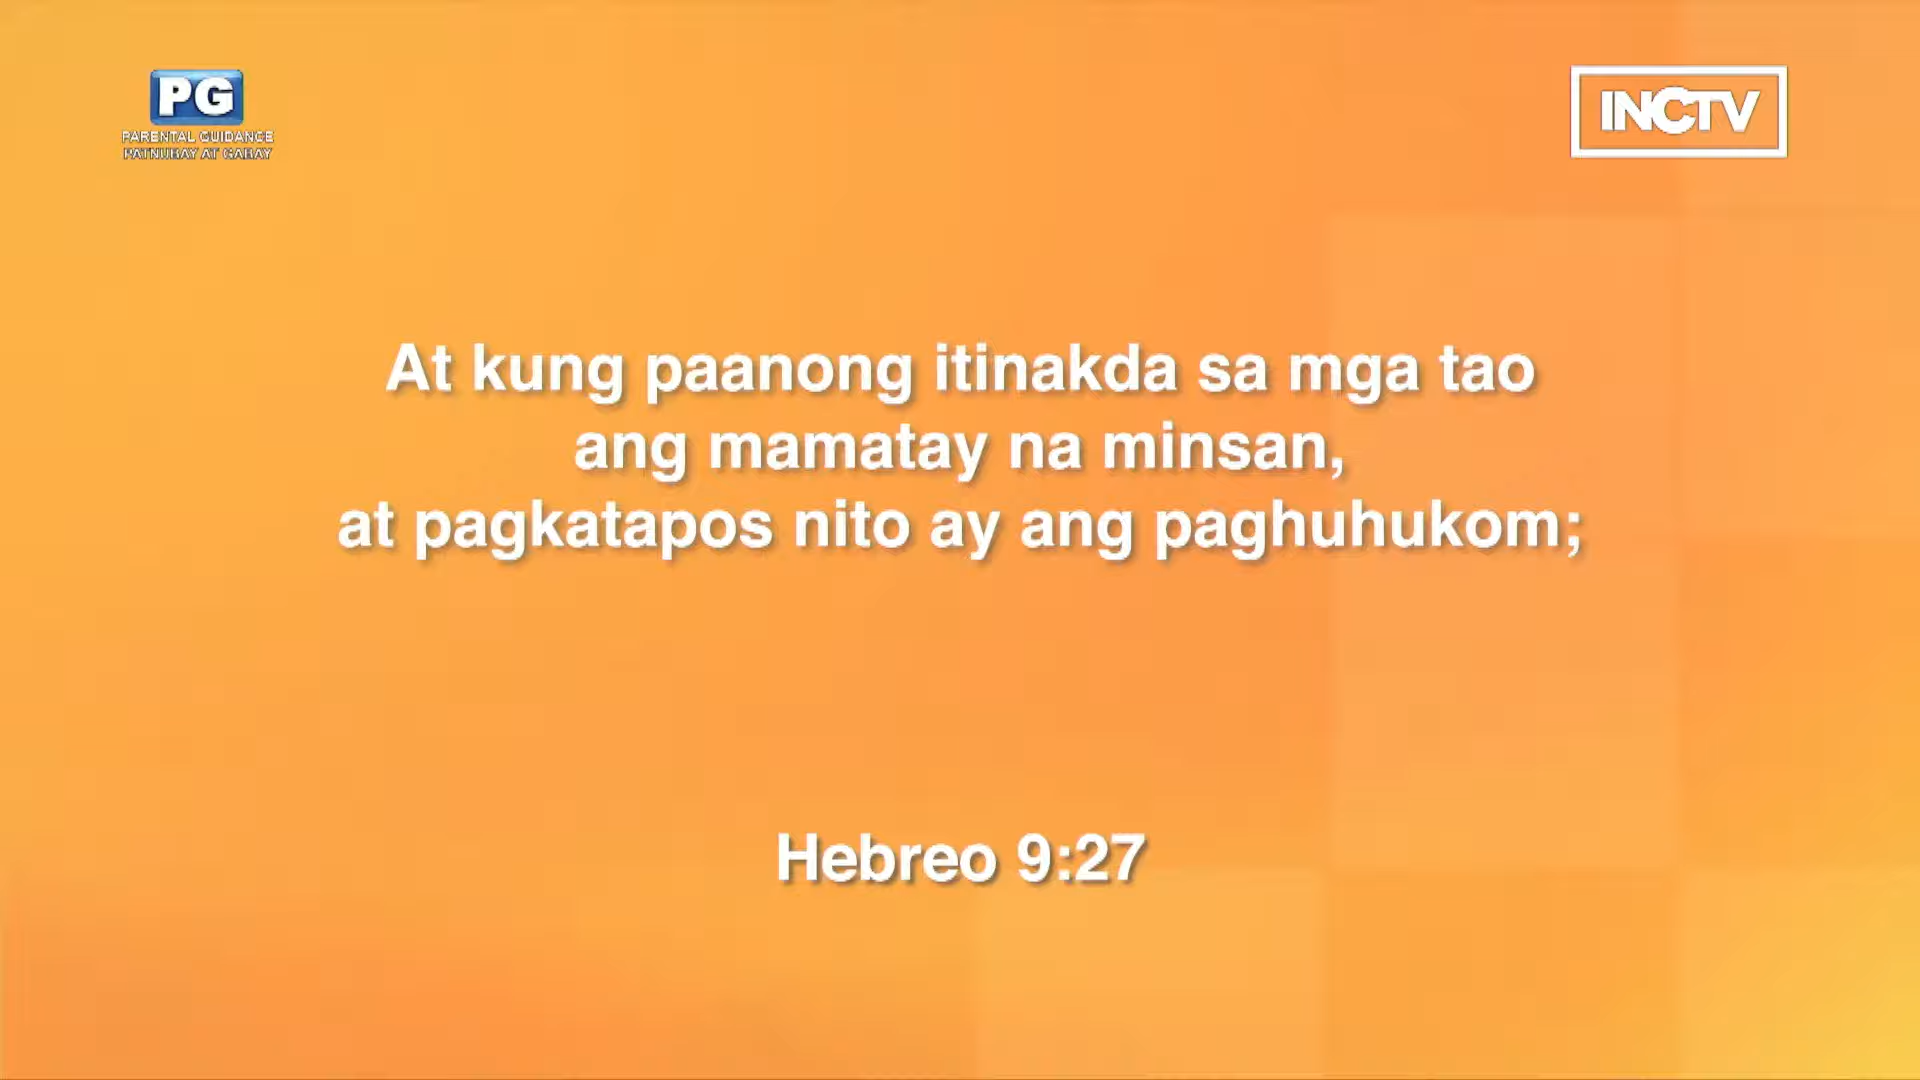 PG
PARENTAL GUIDANCE
PATNUBAY AT GABAY
INCTV
At kung paanong itinakda sa mga tao
ang mamatay na minsan,
at pagkatapos nito ay ang paghuhukom;
Hebreo 9:27